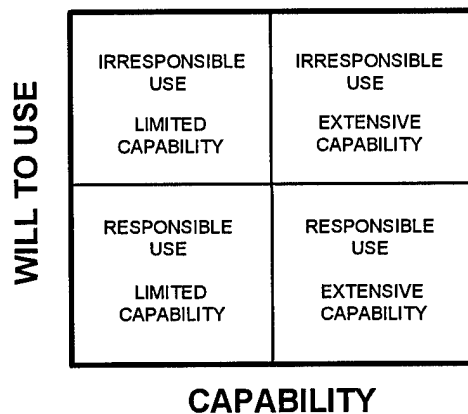 WILL TO USE
IRRESPONSIBLE
USE
LIMITED
CAPABILITY
IRRESPONSIBLE
USE
EXTENSIVE
CAPABILITY
RESPONSIBLE
USE
LIMITED
CAPABILITY
RESPONSIBLE
USE
EXTENSIVE
CAPABILITY
CAPABILITY